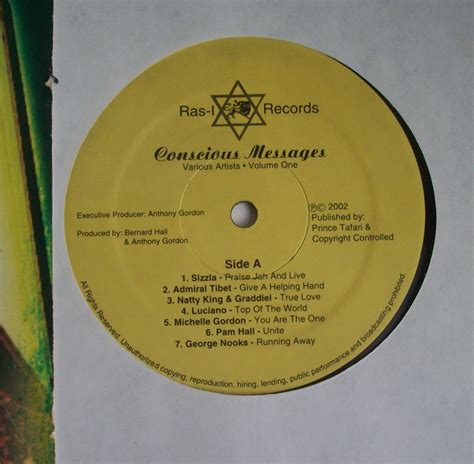 Ras-I Records
Conscious Messages
Various Artists • Volume One
Executive Producer: Anthony Gordon
Produced by: Bernard Hall
& Anthony Gordon
℗© 2002
Published by:
Prince Tafari &
Copyright Controlled
Side A
1. Sizzla - Praise Jah And Live
2. Admiral Tibet - Give A Helping Hand
3. Natty King & Graddiel - True Love
4. Luciano - Top Of The World
5. Michelle Gordon - You Are The One
6. Pam Hall - Unite
7. George Nooks - Running Away
All Rights Reserved. Unauthorized copying, reproduction, hiring, lending, public performance and broadcasting prohibited.